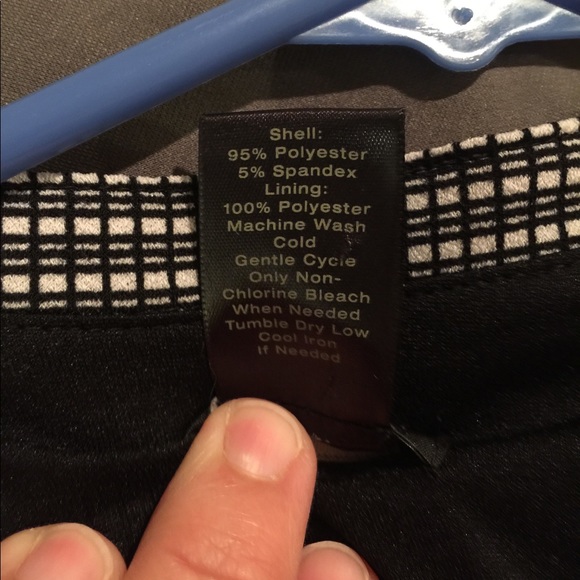 Shell:
95% Polyester
5% Spandex
Lining:
100% Polyester
Machine Wash
Cold
Gentle Cycle
Only Non-
Chlorine Bleach
When Needed
Tumble Dry Low
Cool Iron
If Needed